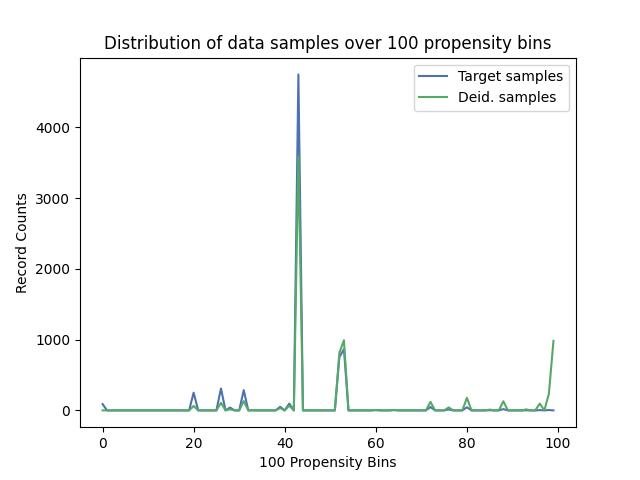 Distribution of data samples over 100 propensity bins
Target samples
Deid. samples
4000
3000
2000
1000
0
Record Counts
0 20 40 60 80 100
100 Propensity Bins